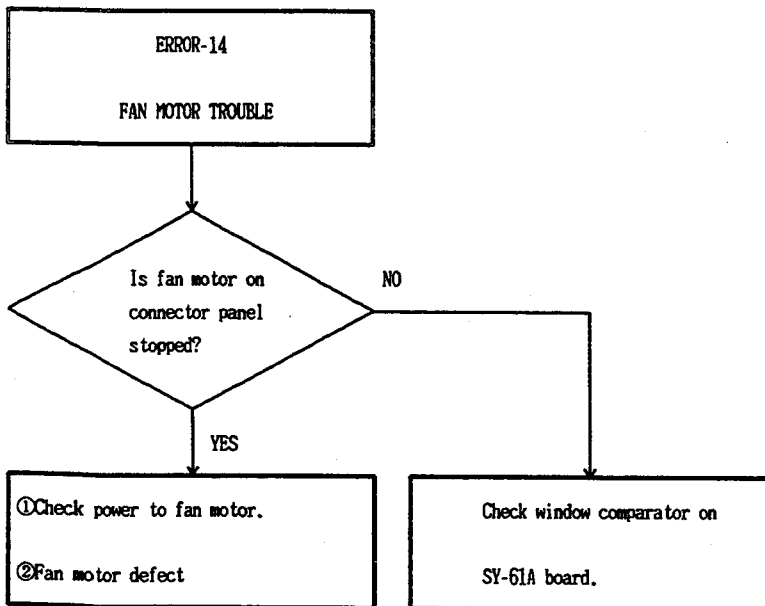 ERROR-14
FAN MOTOR TROUBLE
Is fan motor on
connector panel
stopped?
NO
YES
①Check power to fan motor.
②Fan motor defect
Check window comparator on
SY-61A board.